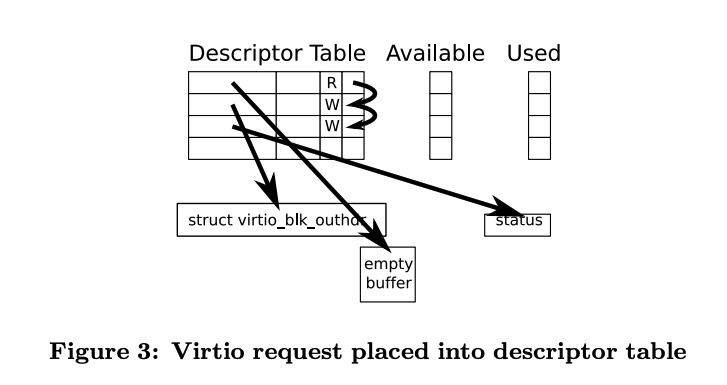 Descriptor Table Available Used
R
W
W
struct virtio_blk_outhdr status
empty
buffer
Figure 3: Virtio request placed into descriptor table